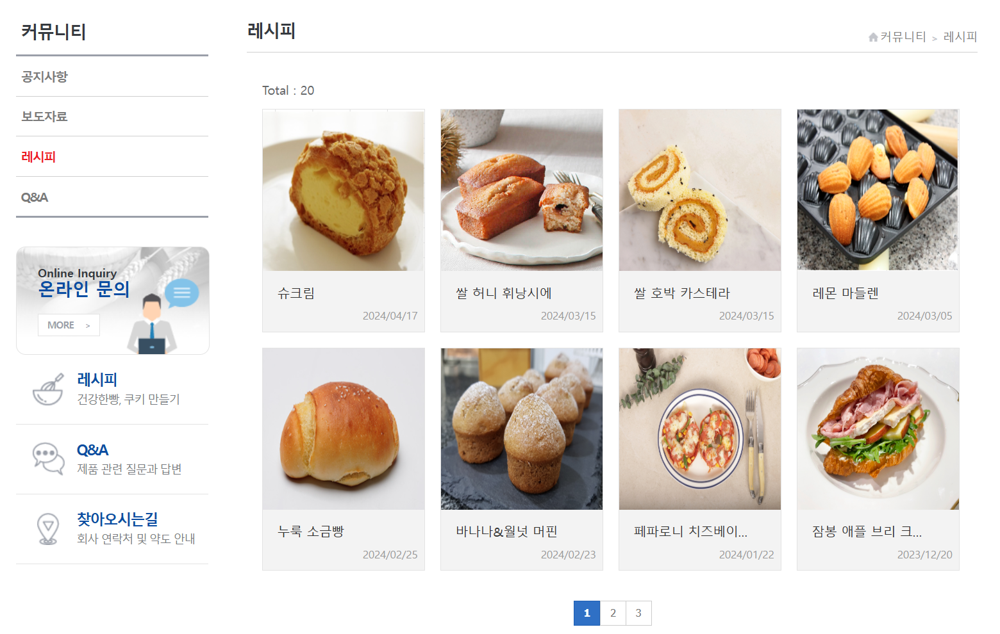 커뮤니티
공지사항
보도자료
레시피
Q&A
Online Inquiry
온라인 문의
MORE >
레시피
건강한빵, 쿠키 만들기
Q&A
제품 관련 질문과 답변
찾아오시는길
회사 연락처 및 약도 안내
레시피
커뮤니티 > 레시피
Total : 20
슈크림
2024/04/17
쌀 허니 휘낭시에
2024/03/15
쌀 호박 카스테라
2024/03/15
레몬 마들렌
2024/03/05
누룩 소금빵
2024/02/25
바나나&월넛 머핀
2024/02/23
페파로니 치즈베이...
2024/01/22
잠봉 애플 브리 크...
2023/12/20
1 2 3